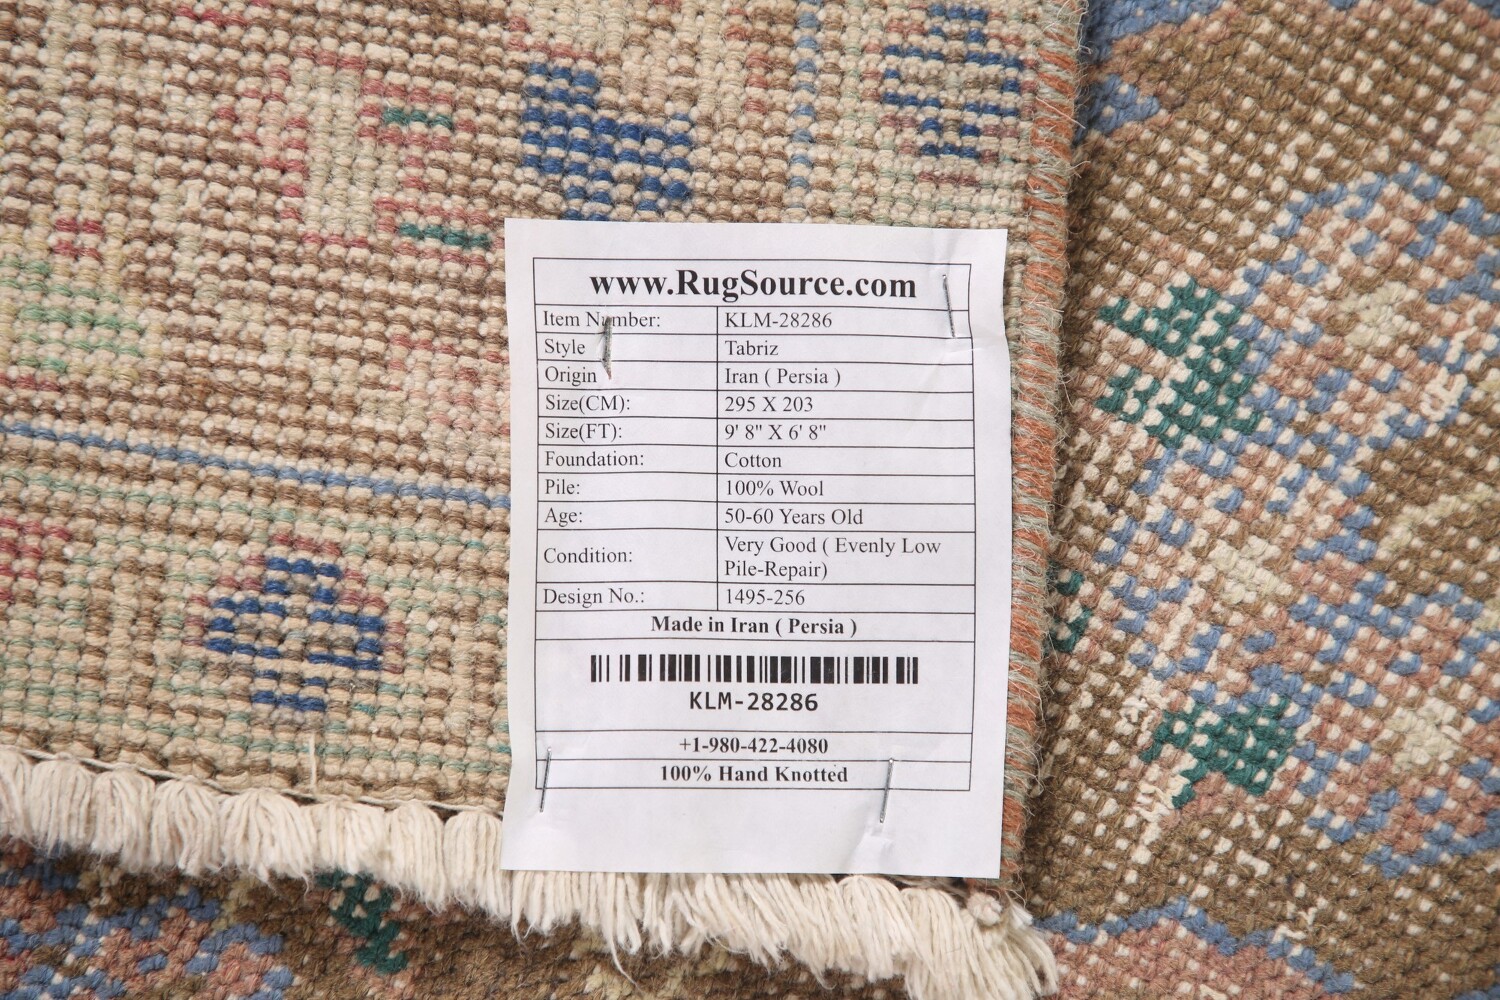 www.RugSource.com
Item Number: KLM-28286
Style Tabriz
Origin Iran ( Persia )
Size(CM): 295 X 203
Size(FT): 9' 8" X 6' 8"
Foundation: Cotton
Pile: 100% Wool
Age: 50-60 Years Old
Condition: Very Good ( Evenly Low
Pile-Repair)
Design No.: 1495-256
Made in Iran ( Persia )
KLM-28286
+1-980-422-4080
100% Hand Knotted